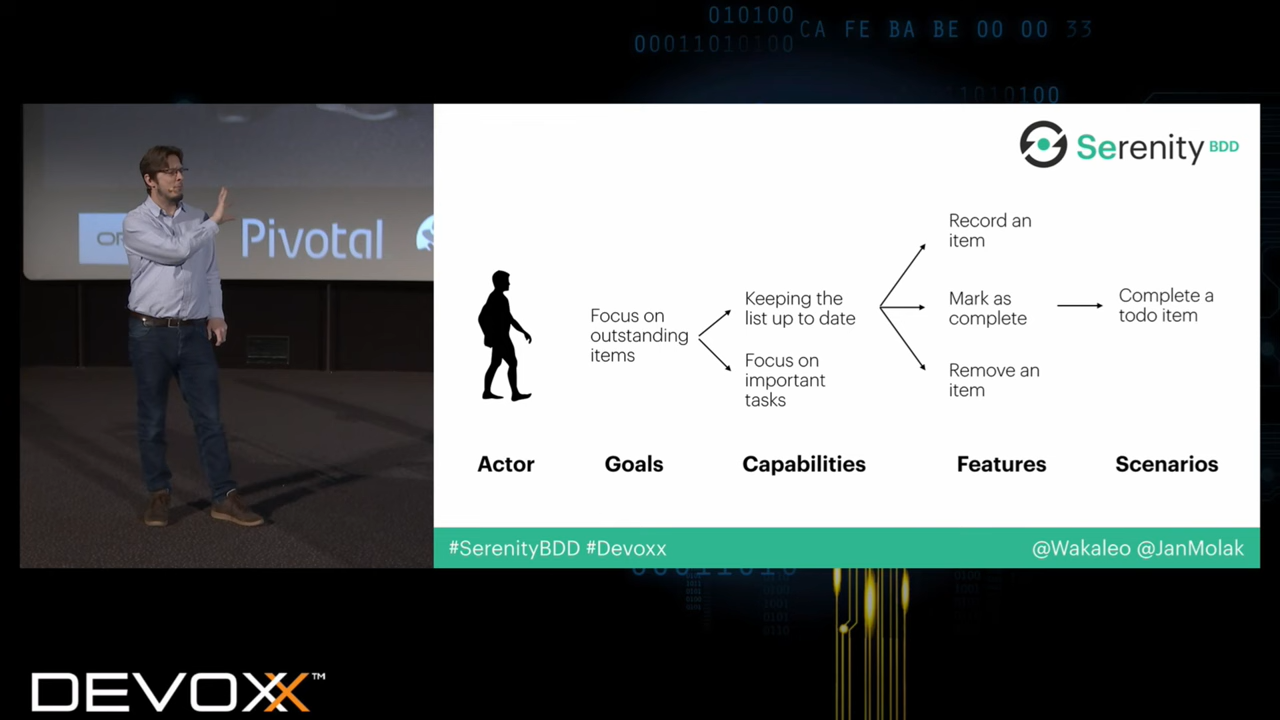 010100
00011010100
CA FE BA BE 00 00 33
1010100
Serenity BDD
Pivotal
Record an
item
Focus on
outstanding
items
Keeping the
list up to date
Mark as
complete
Complete a
todo item
Focus on
important
tasks
Remove an
item
Actor
Goals
Capabilities
Features
Scenarios
#SerenityBDD #Devoxx
@Wakaleo @JanMolak
DEVOXX™